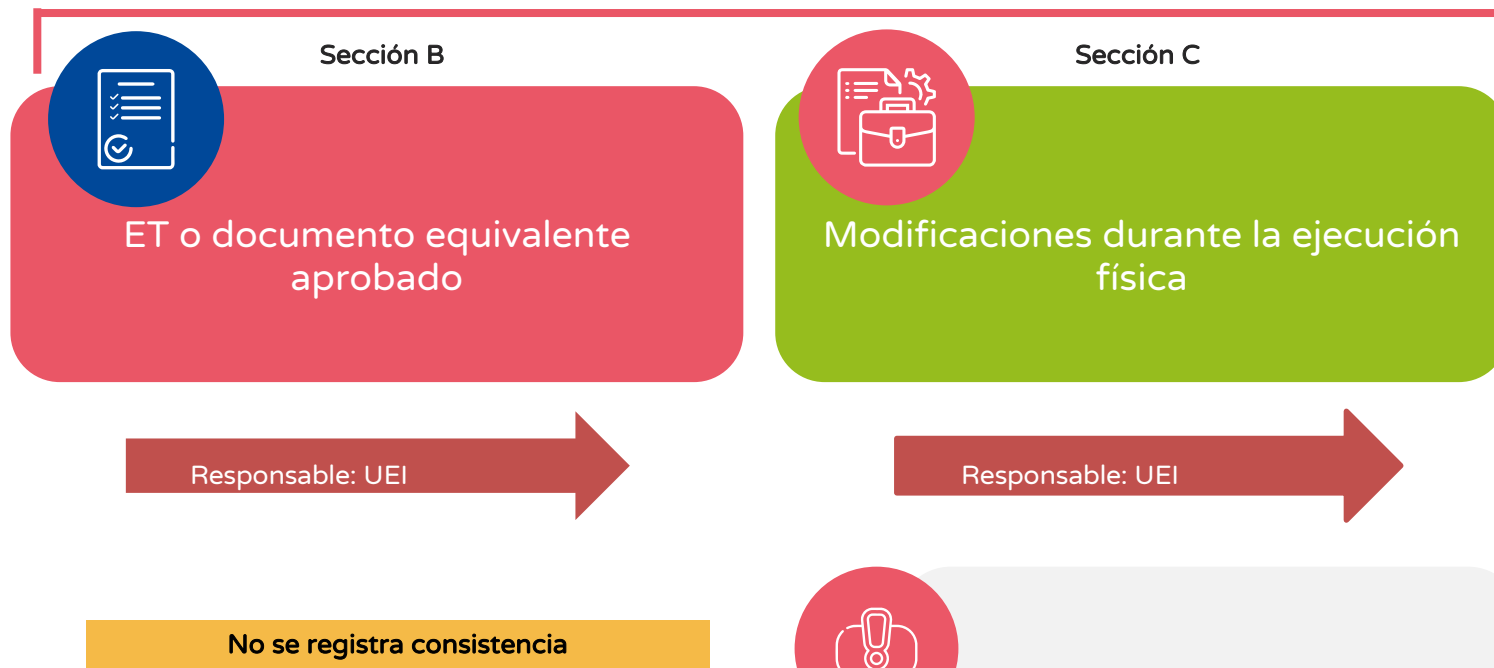 Sección B
ET o documento equivalente
aprobado
Responsable: UEI
No se registra consistencia
Sección C
Modificaciones durante la ejecución
física
Responsable: UEI